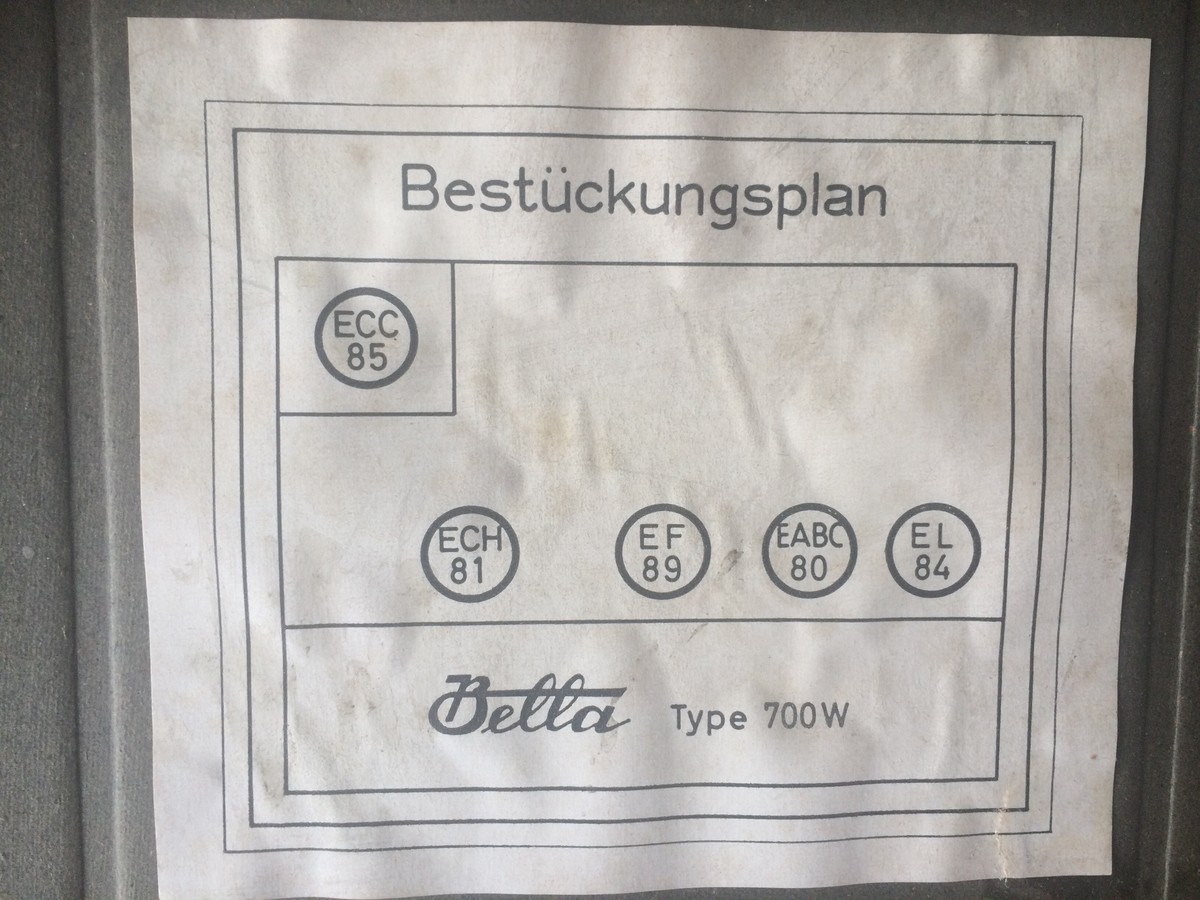 Bestückungsplan
ECC
85
ECH
81
EF
89
EABC
80
EL
84
Bella Type 700W